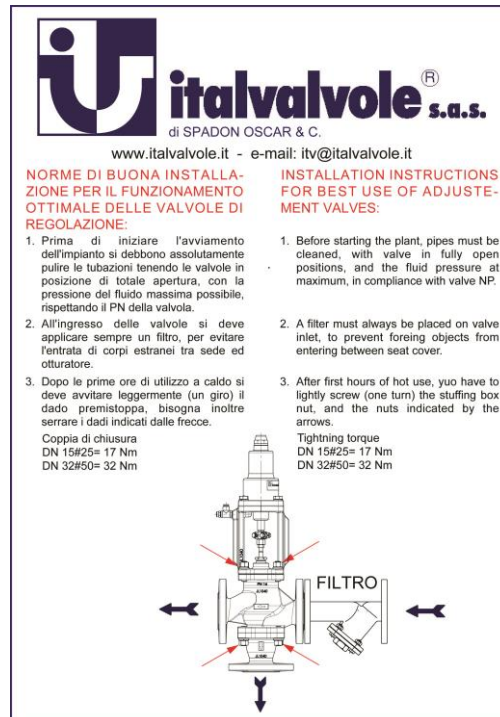 italvalvole® s.a.s.
di SPADON OSCAR & C.
www.italvalvole.it - e-mail: itv@italvalvole.it
NORME DI BUONA INSTALLA-
ZIONE PER IL FUNZIONAMENTO
OTTIMALE DELLE VALVOLE DI
REGOLAZIONE:
1. Prima di iniziare l'avviamento
dell'impianto si debbono assolutamente
pulire le tubazioni tenendo le valvole in
posizione di totale apertura, con la
pressione del fluido massima possibile,
rispettando il PN della valvola.
2. All'ingresso delle valvole si deve
applicare sempre un filtro, per evitare
l'entrata di corpi estranei tra sede ed
otturatore.
3. Dopo le prime ore di utilizzo a caldo si
deve avvitare leggermente (un giro) il
dado premistoppa, bisogna inoltre
serrare i dadi indicati dalle frecce.
Coppia di chiusura
DN 15#25= 17 Nm
DN 32#50= 32 Nm
INSTALLATION INSTRUCTIONS
FOR BEST USE OF ADJUSTE-
MENT VALVES:
1. Before starting the plant, pipes must be
cleaned, with valve in fully open
positions, and the fluid pressure at
maximum, in compliance with valve NP.
2. A filter must always be placed on valve
inlet, to prevent foreing objects from
entering between seat cover.
3. After first hours of hot use, yuo have to
lightly screw (one turn) the stuffing box
nut, and the nuts indicated by the
arrows.
Tightning torque
DN 15#25= 17 Nm
DN 32#50= 32 Nm
FILTRO